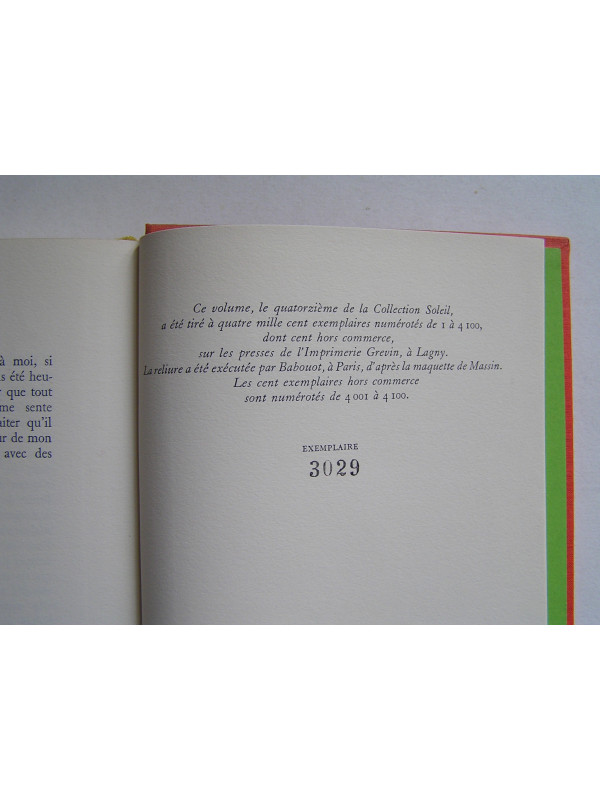 à moi, si
s été heu-
r que tout
me sente
aiter qu'il
ur de mon
avec des
Ce volume, le quatorzième de la Collection Soleil,
a été tiré à quatre mille cent exemplaires numérotés de 1 à 4 100,
dont cent hors commerce,
sur les presses de l'Imprimerie Grevin, à Lagny.
La reliure a été exécutée par Babouot, à Paris, d'après la maquette de Massin.
Les cent exemplaires hors commerce
sont numérotés de 4 001 à 4 100.
EXEMPLAIRE
3029